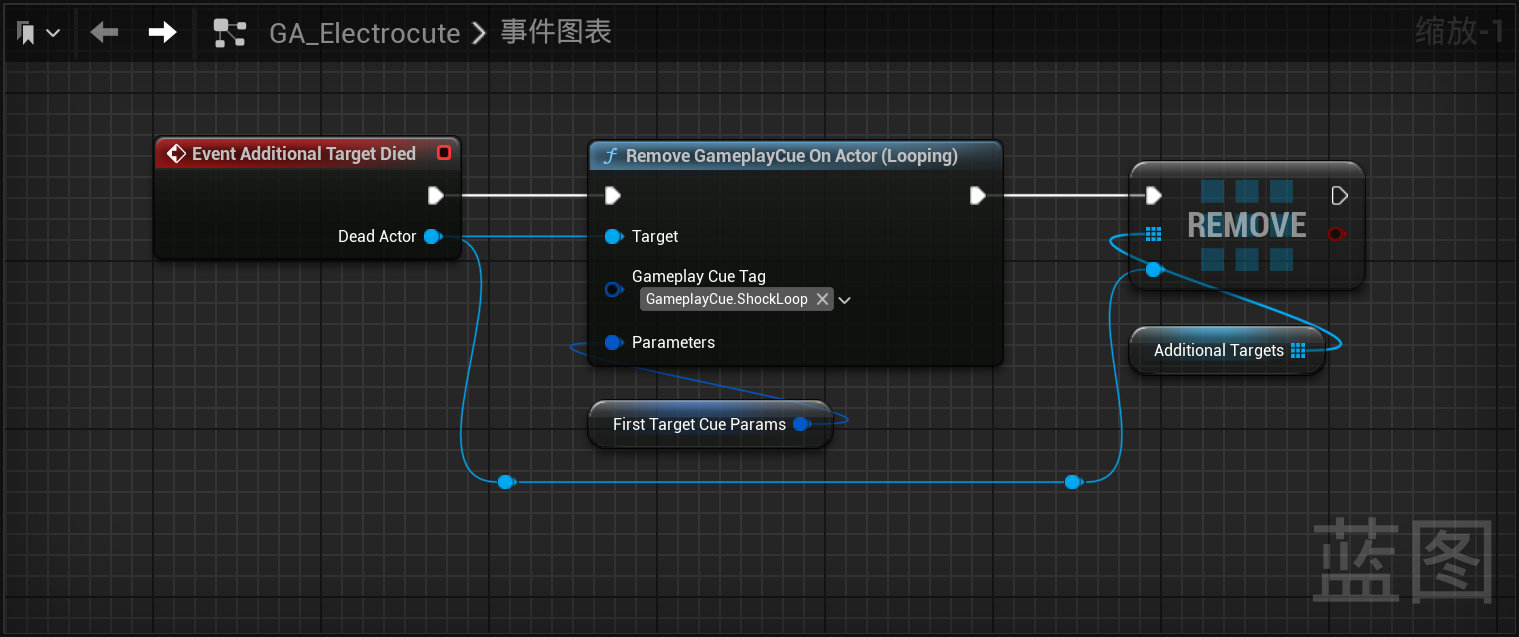 GA_Electrocute > 事件图表
缩放-1
Event Additional Target Died
Dead Actor
Remove GameplayCue On Actor (Looping)
Target
Gameplay Cue Tag
GameplayCue.ShockLoop
Parameters
First Target Cue Params
REMOVE
Additional Targets
蓝图